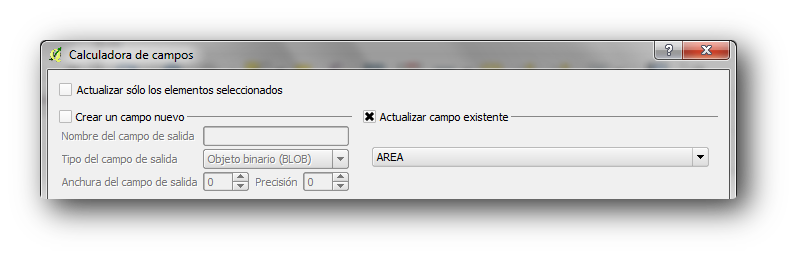 Calculadora de campos
Actualizar sólo los elementos seleccionados
Crear un campo nuevo
Actualizar campo existente
Nombre del campo de salida
Tipo del campo de salida Objeto binario (BLOB)
AREA
Anchura del campo de salida 0 Precisión 0